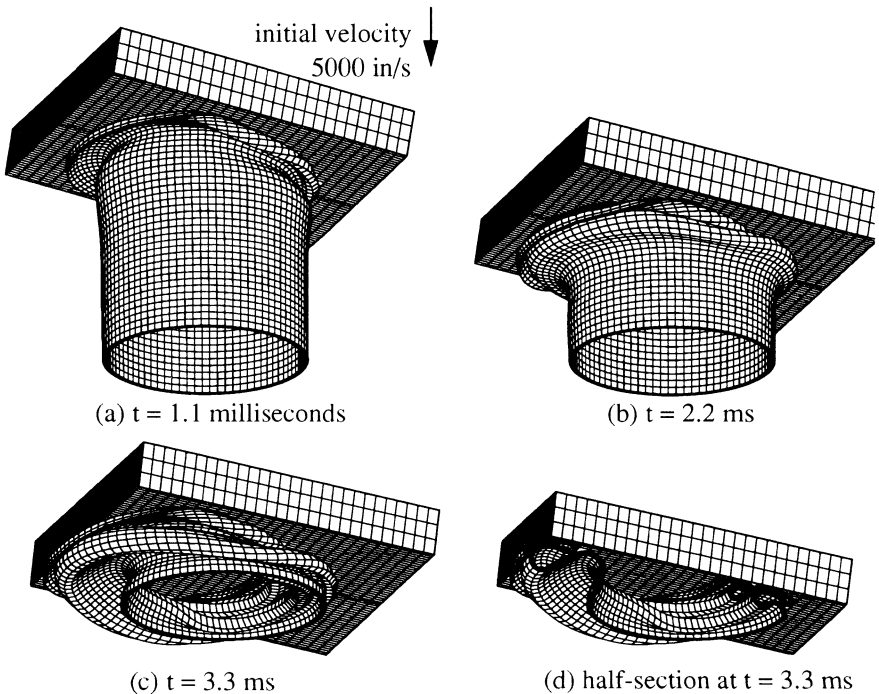 initial velocity
5000 in/s
(a) t = 1.1 milliseconds
(b) t = 2.2 ms
(c) t = 3.3 ms
(d) half-section at t = 3.3 ms